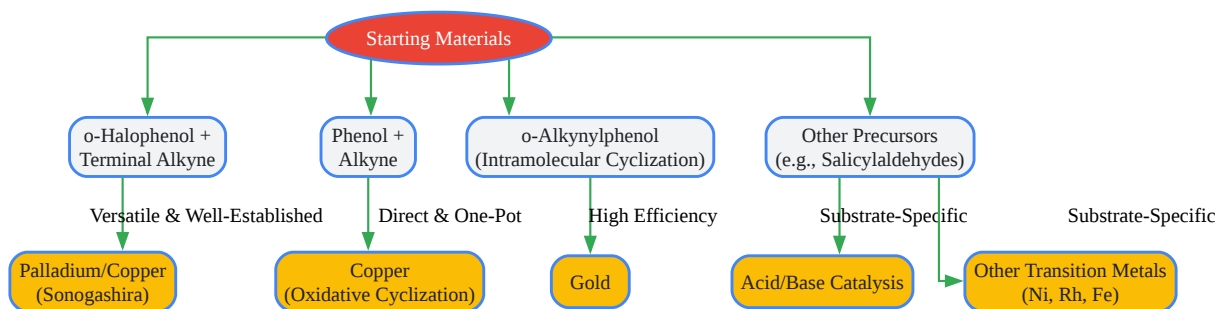 Starting Materials
o-Halophenol +
Terminal Alkyne
Phenol +
Alkyne
o-Alkynylphenol
(Intramolecular Cyclization)
Other Precursors
(e.g., Salicylaldehydes)
Versatile & Well-Established
Direct & One-Pot
High Efficiency
Substrate-Specific
Substrate-Specific
Palladium/Copper
(Sonogashira)
Copper
(Oxidative Cyclization)
Gold
Acid/Base Catalysis
Other Transition Metals
(Ni, Rh, Fe)